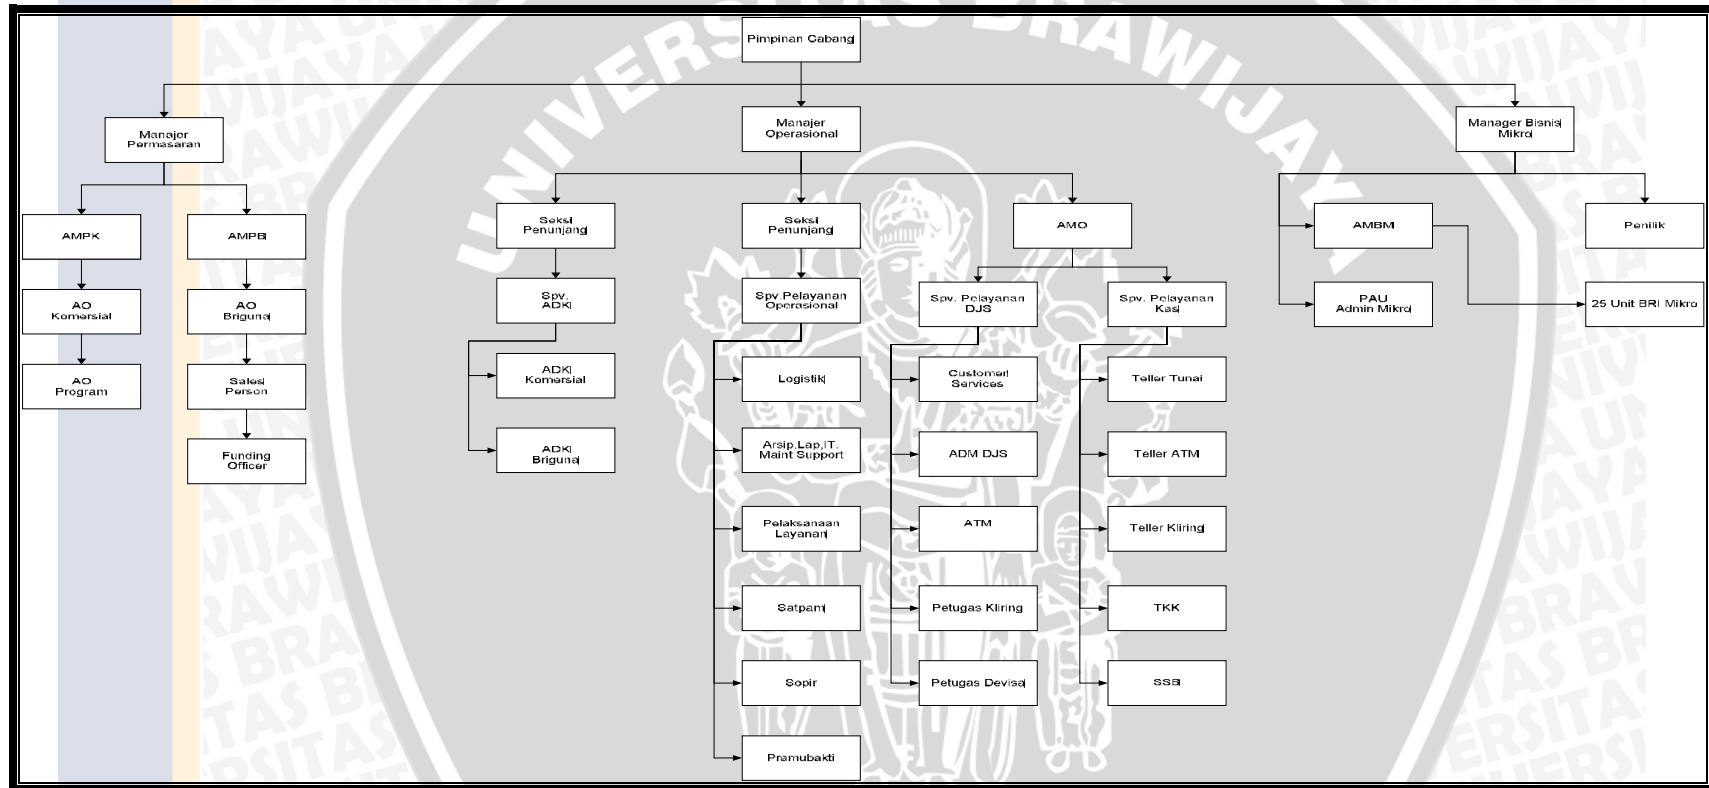 UNIVERSITAS BRAWIJAYA
Pimpinan Cabang
Manajer
Permasaran
Manajer
Operasional
Manager Bisnis
Mikro
AMPK
AMPB
Seksi
Penunjang
Seksi
Penunjang
AMO
AMBM
Penilik
AO
Komersial
AO
Briguna
Spv.
ADK
Spv.Pelayanan
Operasional
Spv. Pelayanan
DJS
Spv. Pelayanan
Kas
PAU
Admin Mikro
25 Unit BRI Mikro
AO
Program
Sales
Person
ADK
Komersial
Logistik
Customer
Services
Teller Tunai
Funding
Officer
ADK
Briguna
Arsip,Lap,IT,
Maint Support
ADM DJS
Teller ATM
Pelaksanaan
Layanan
ATM
Teller Kliring
Satpam
Petugas Kliring
TKK
Sopir
Petugas Devisa
SSB
Pramubakti